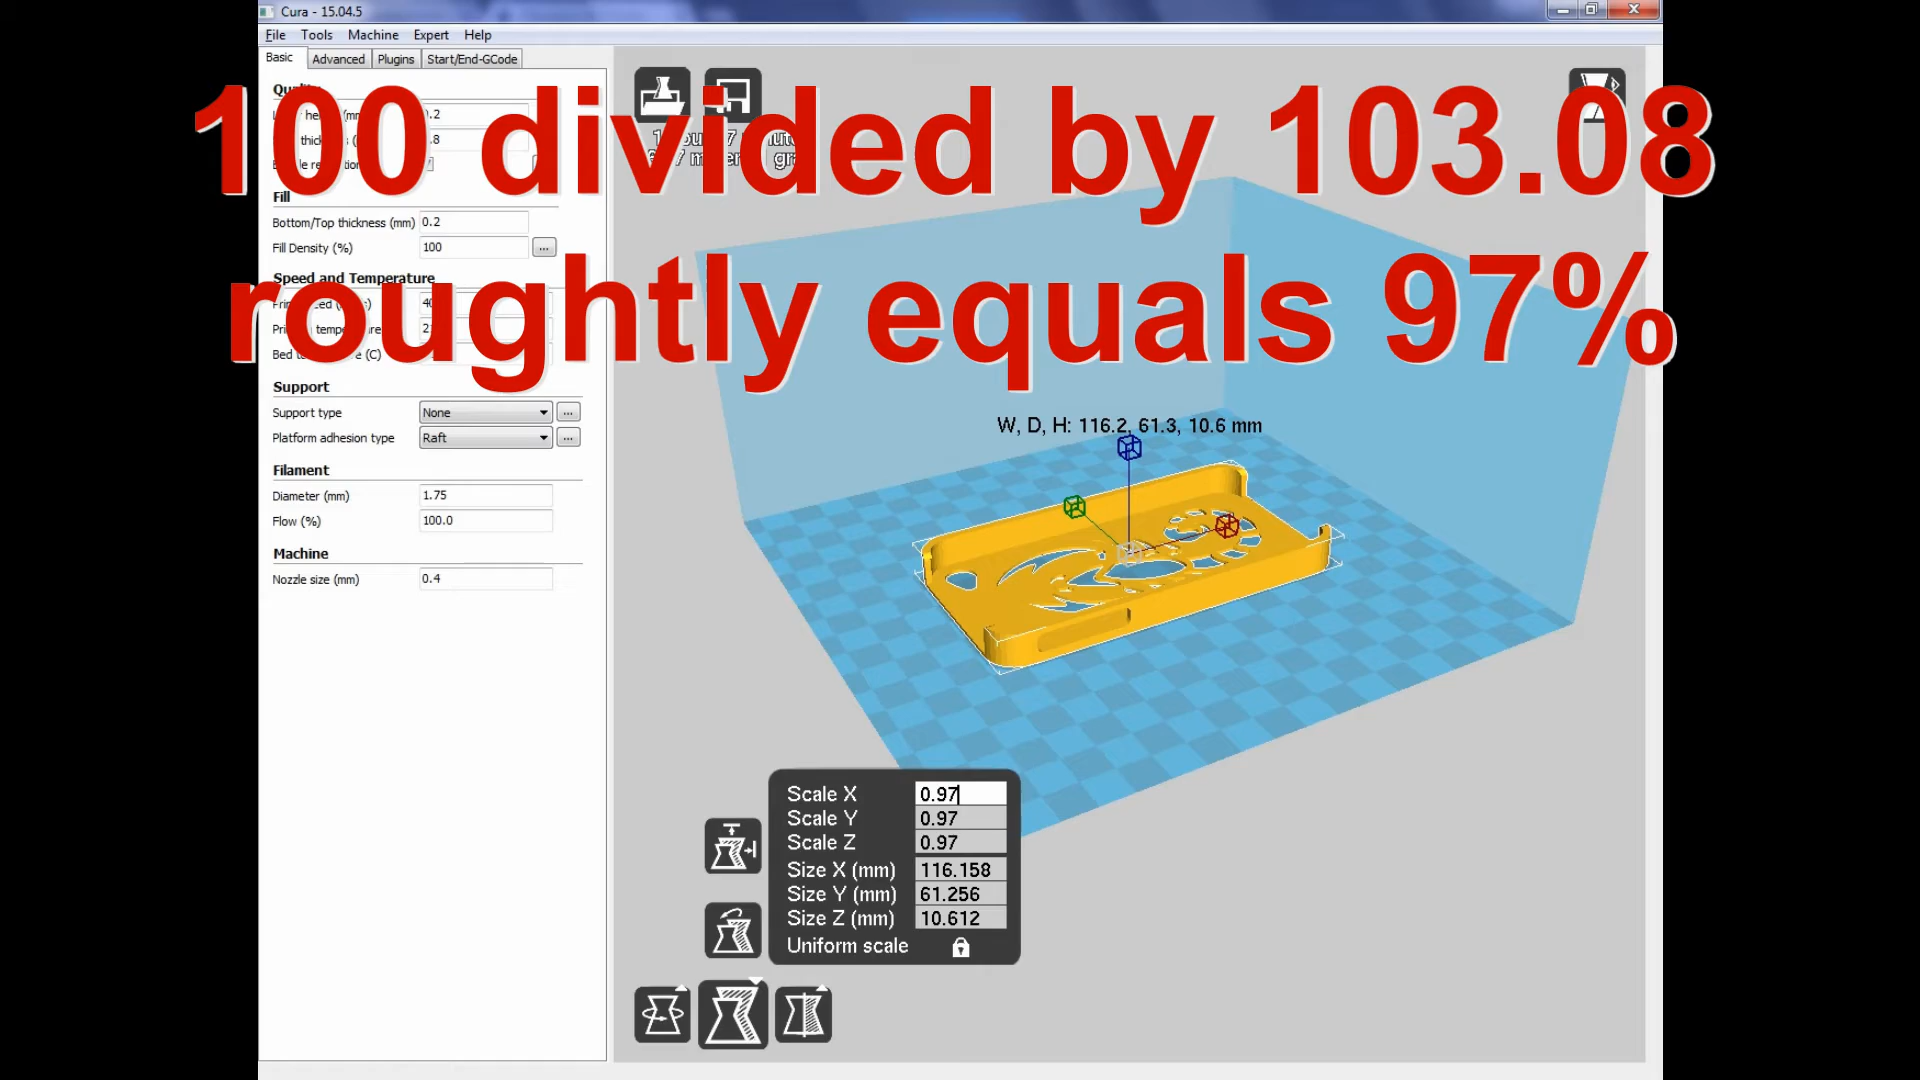 Cura - 15.04.5
File Tools Machine Expert Help
Basic Advanced Plugins Start/End-GCode
100 divided by 103.08
roughtly equals 97%
Fill
Bottom/Top thickness (mm) 0.2
Fill Density (%) 100 ...
Speed and Temperature
Support
Support type None ...
Platform adhesion type Raft ...
Filament
Diameter (mm) 1.75
Flow (%) 100.0
Machine
Nozzle size (mm) 0.4
W, D, H: 116.2, 61.3, 10.6 mm
Scale X 0.97
Scale Y 0.97
Scale Z 0.97
Size X (mm) 116.158
Size Y (mm) 61.256
Size Z (mm) 10.612
Uniform scale